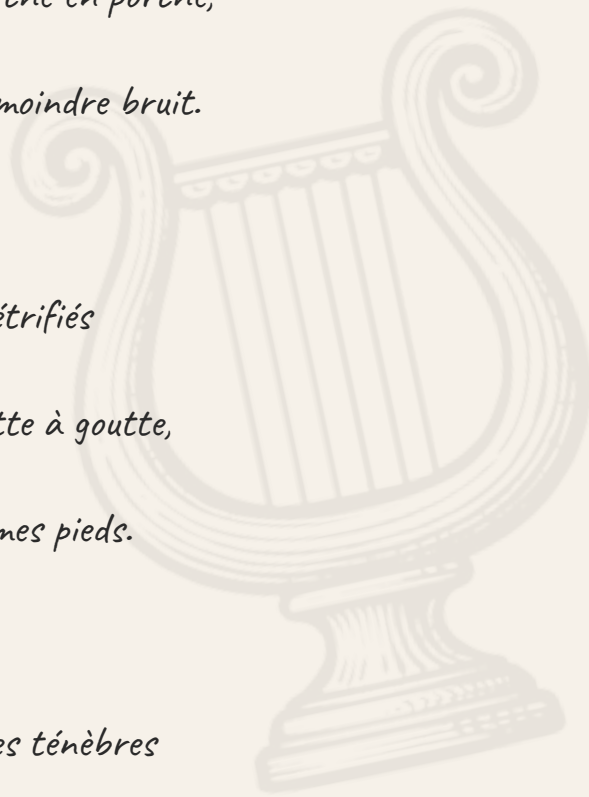 en porche,
moindre bruit.
étrifiés
tte à goutte,
mes pieds.
es ténèbres